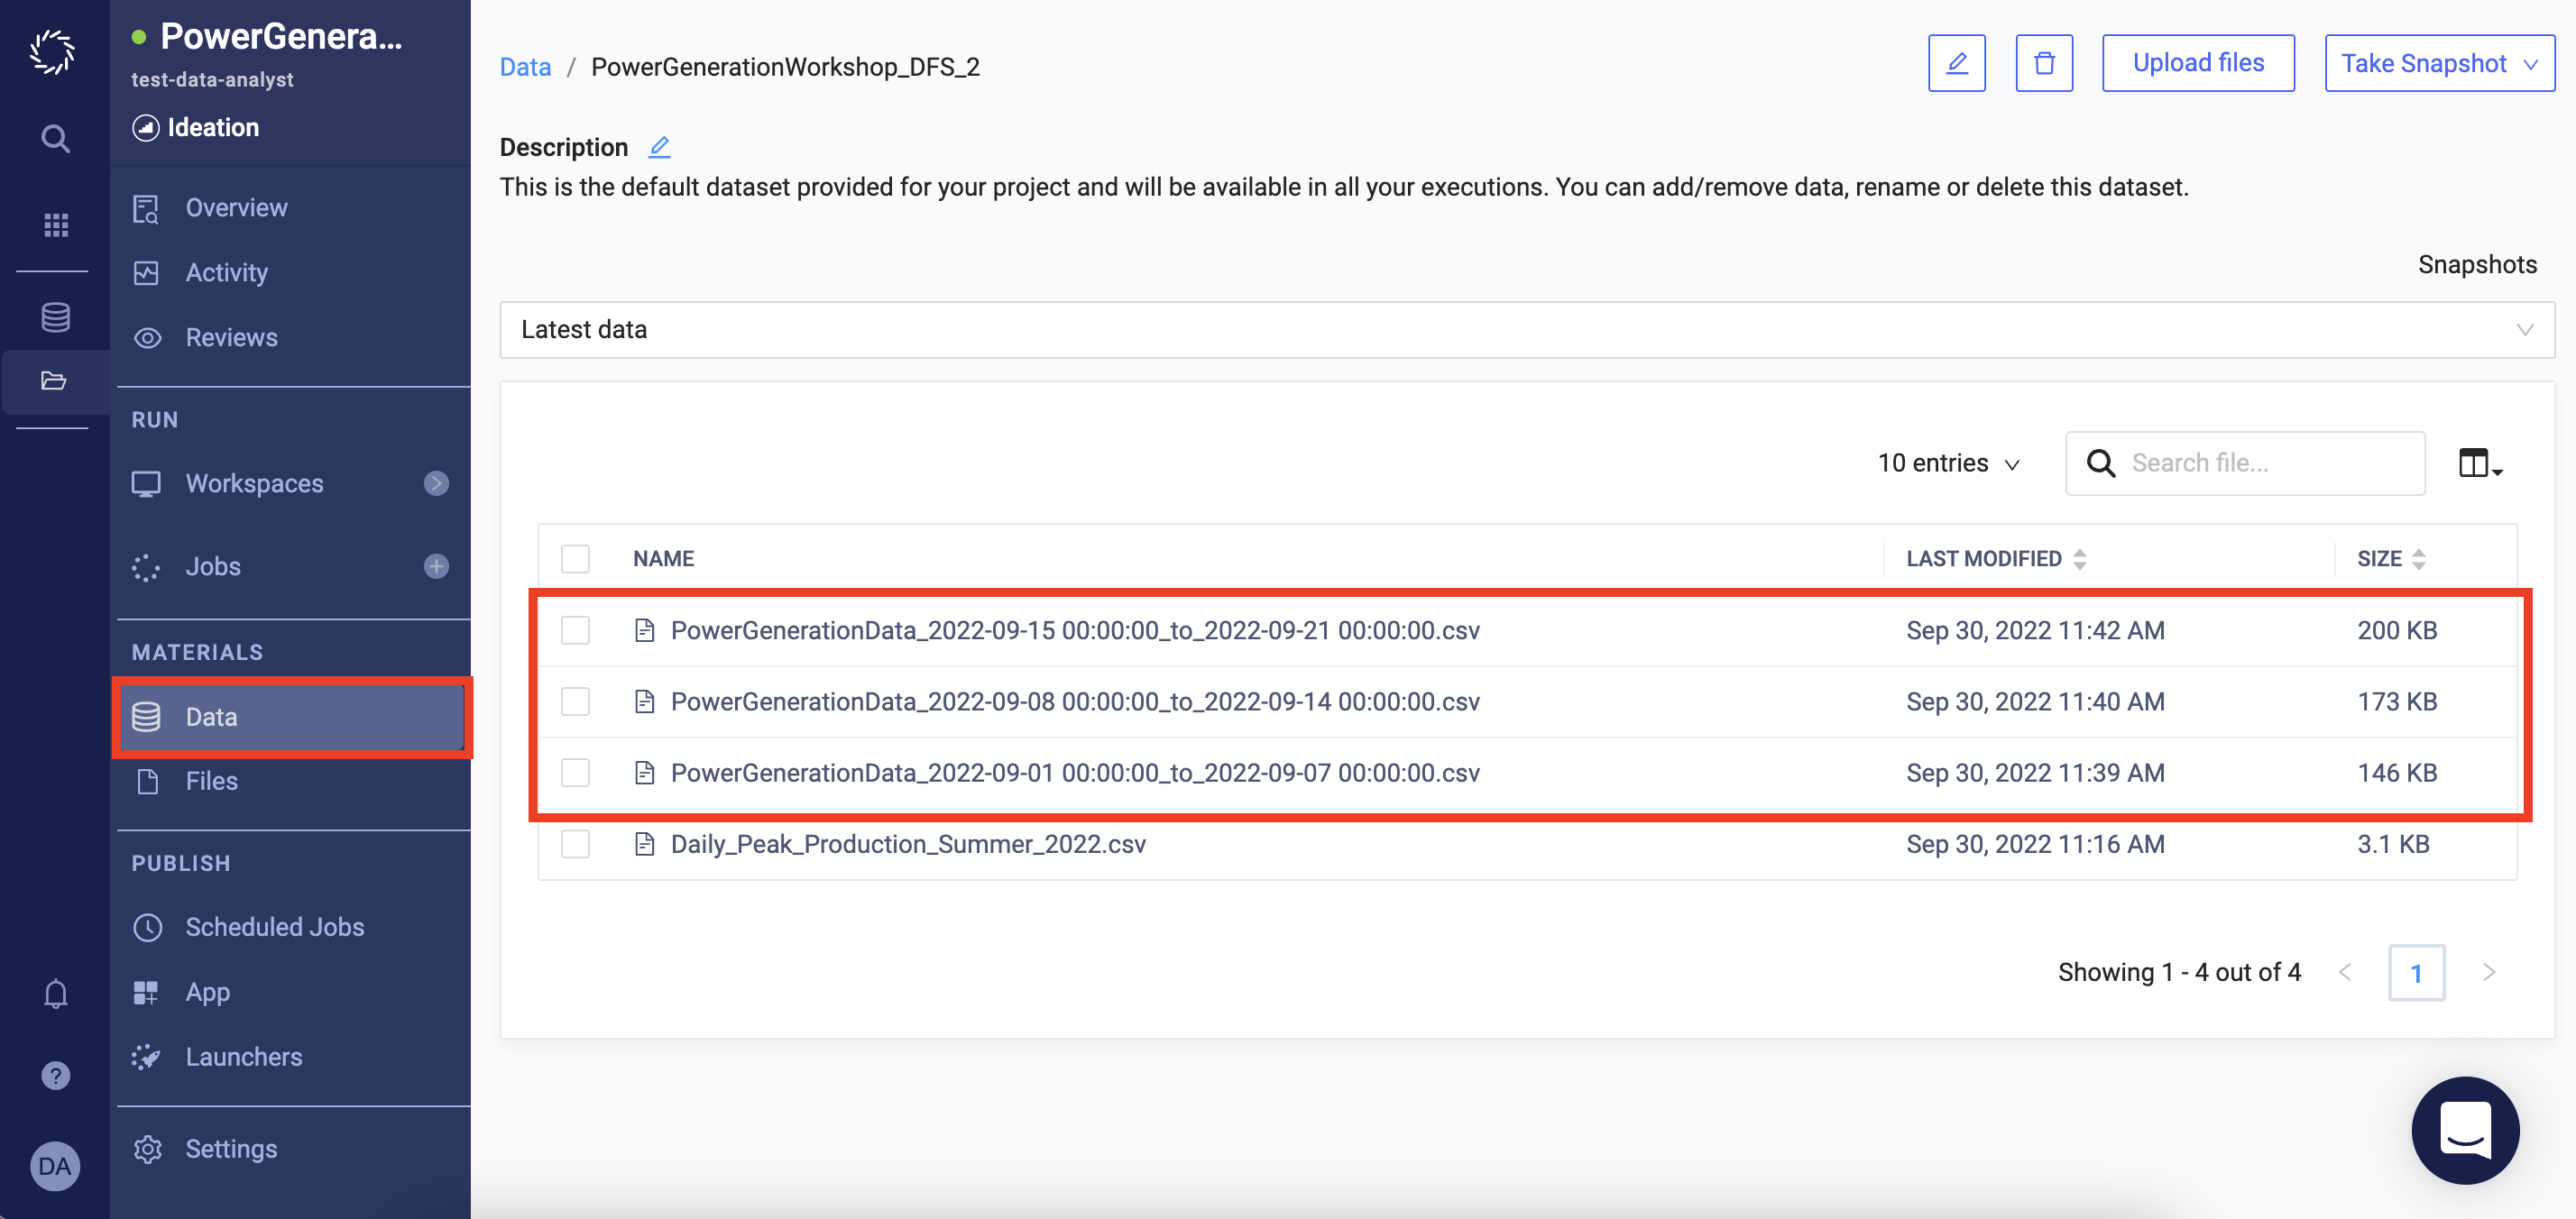 PowerGenera...
test-data-analyst
Ideation
Overview
Activity
Reviews
RUN
Workspaces
Jobs
MATERIALS
Data
Files
PUBLISH
Scheduled Jobs
App
Launchers
Settings
?
DA
Data / PowerGenerationWorkshop_DFS_2
Upload files
Take Snapshot
Description
This is the default dataset provided for your project and will be available in all your executions. You can add/remove data, rename or delete this dataset.
Snapshots
Latest data
10 entries
Search file...
NAME LAST MODIFIED SIZE
PowerGenerationData_2022-09-15 00:00:00_to_2022-09-21 00:00:00.csv Sep 30, 2022 11:42 AM 200 KB
PowerGenerationData_2022-09-08 00:00:00_to_2022-09-14 00:00:00.csv Sep 30, 2022 11:40 AM 173 KB
PowerGenerationData_2022-09-01 00:00:00_to_2022-09-07 00:00:00.csv Sep 30, 2022 11:39 AM 146 KB
Daily_Peak_Production_Summer_2022.csv Sep 30, 2022 11:16 AM 3.1 KB
Showing 1 - 4 out of 4 < 1 >